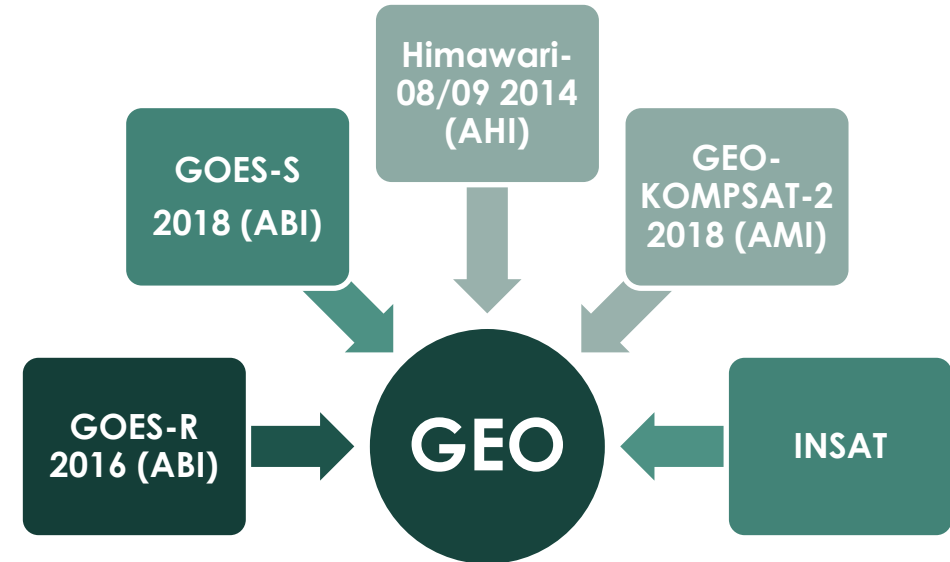 Himawari-
08/09 2014
(AHI)
GOES-S
2018 (ABI)
GEO-
KOMPSAT-2
2018 (AMI)
GOES-R
2016 (ABI)
GEO
INSAT